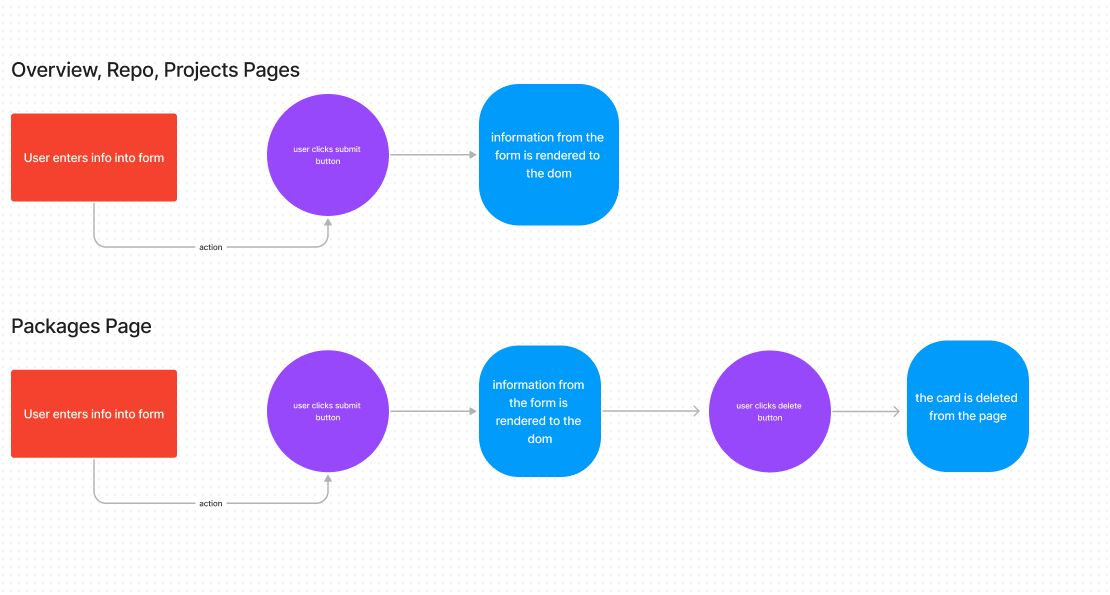 Overview, Repo, Projects Pages
User enters info into form
user clicks submit
button
information from the
form is rendered to
the dom
action
Packages Page
User enters info into form
user clicks submit
button
information from
the form is
rendered to the
dom
user clicks delete
button
the card is deleted
from the page
action